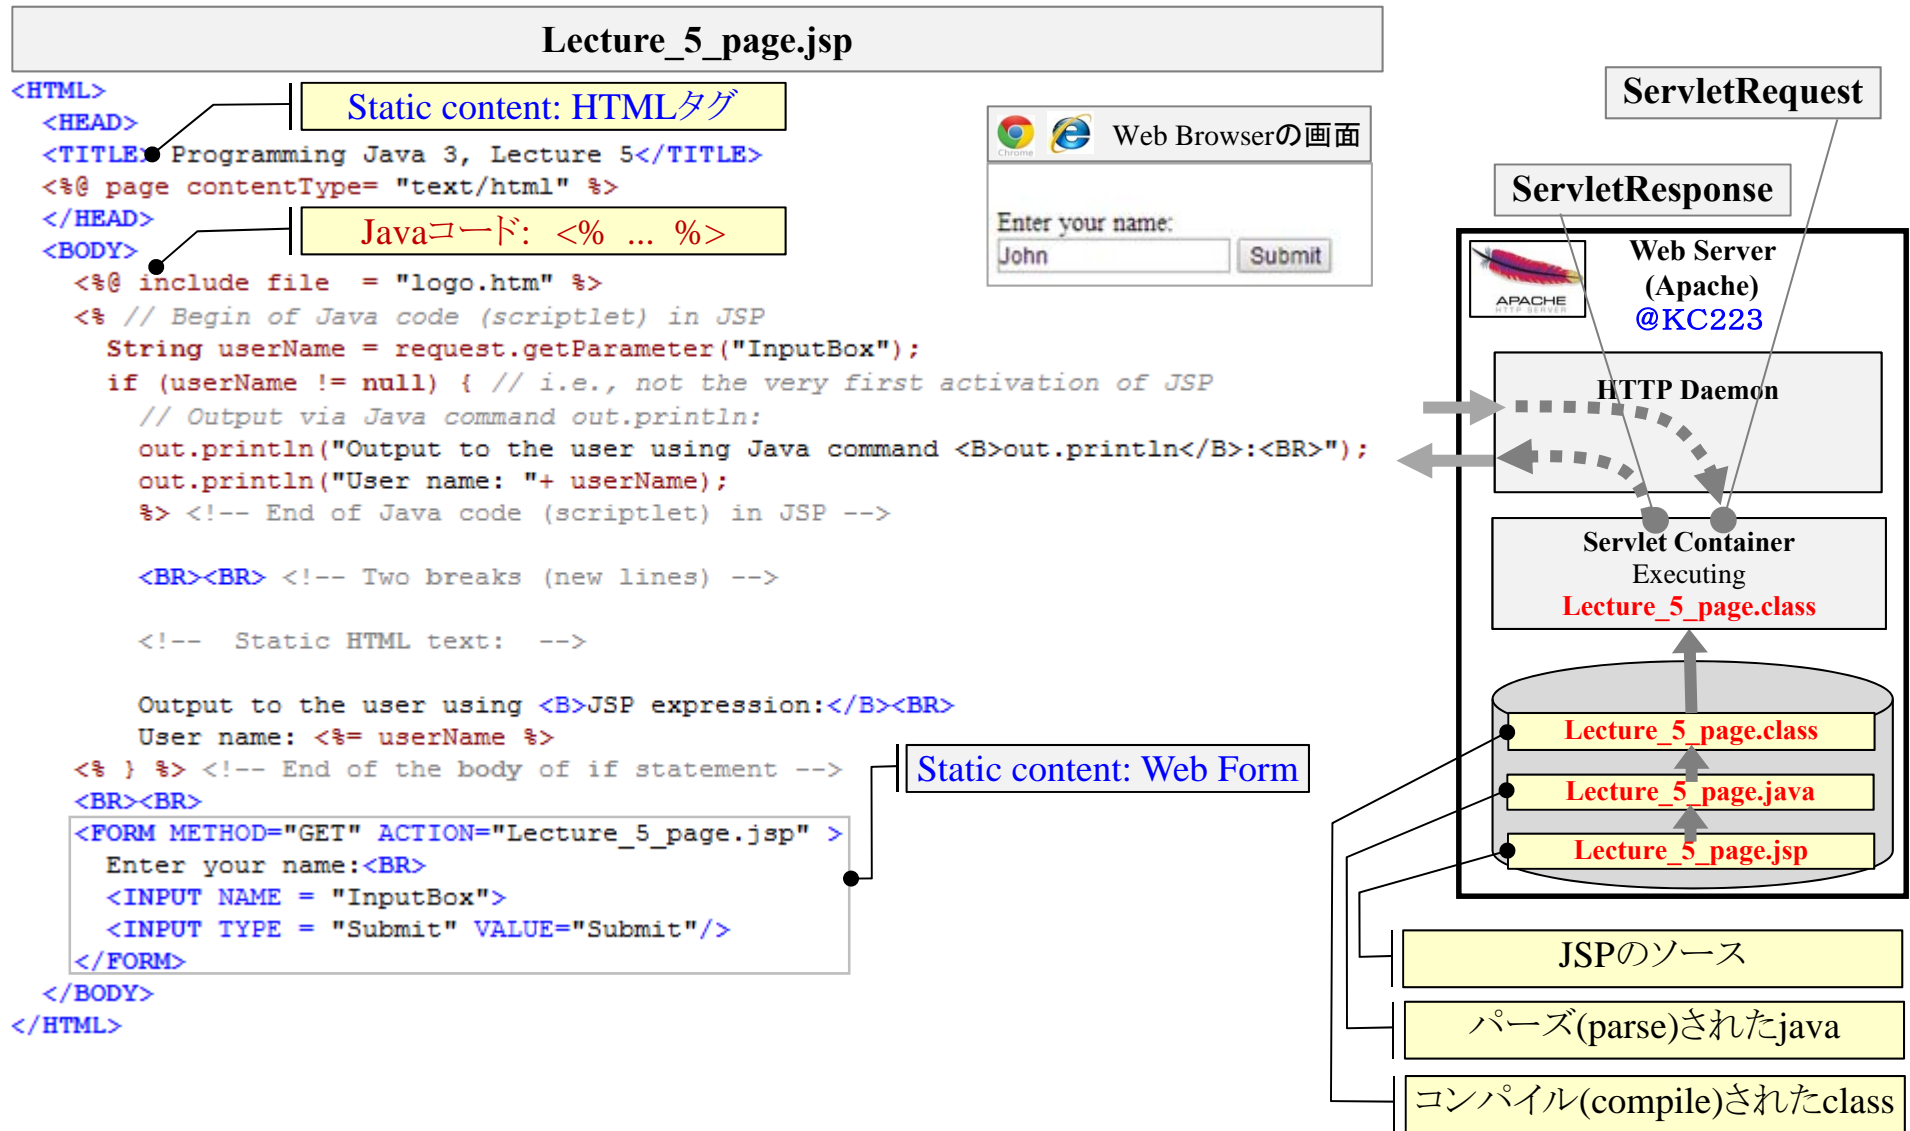 Lecture_5_page.jsp
<HTML>
<HEAD>
<TITLE> Programming Java 3, Lecture 5</TITLE>
<%@ page contentType= "text/html" %>
</HEAD>
<BODY>
<%@ include file  = "logo.htm" %>
<% // Begin of Java code (scriptlet) in JSP
String userName = request.getParameter("InputBox");
if (userName != null) { // i.e., not the very first activation of JSP
// Output via Java command out.println:
out.println("Output to the user using Java command <B>out.println</B>:<BR>");
out.println("User name: "+ userName);
%> <!-- End of Java code (scriptlet) in JSP -->
<BR><BR> <!-- Two breaks (new lines) -->
<!--  Static HTML text:  -->
Output to the user using <B>JSP expression:</B><BR>
User name: <%= userName %>
<% } %> <!-- End of the body of if statement -->
<BR><BR>
<FORM METHOD="GET" ACTION="Lecture_5_page.jsp" >
Enter your name:<BR>
<INPUT NAME = "InputBox">
<INPUT TYPE = "Submit" VALUE="Submit"/>
</FORM>
</BODY>
</HTML>
Static content: HTMLタグ
Javaコード: <% ... %>
Static content: Web Form
Chrome
Web Browserの画面
Enter your name:
John
Submit
ServletRequest
ServletResponse
APACHE
HTTP SERVER
Web Server
(Apache)
@KC223
HTTP Daemon
Servlet Container
Executing
Lecture_5_page.class
Lecture_5_page.class
Lecture_5_page.java
Lecture_5_page.jsp
JSPのソース
パーズ(parse)されたjava
コンパイル(compile)されたclass